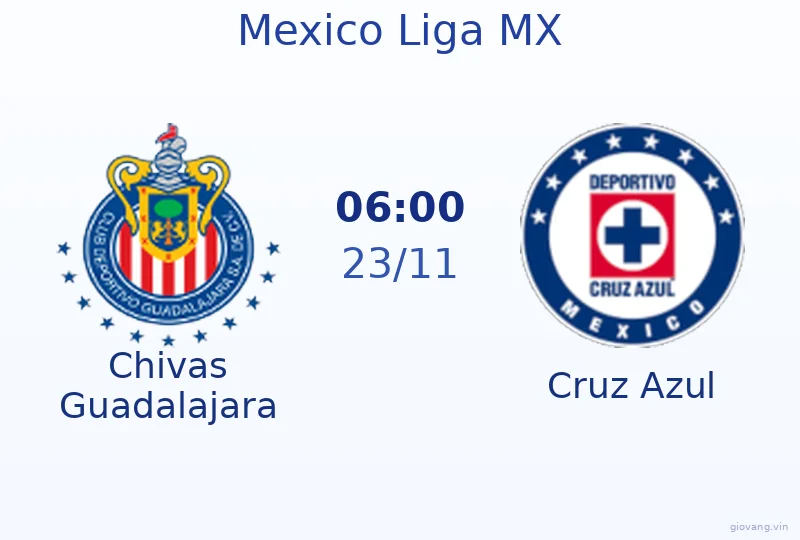 Mexico Liga MX
CLUB DEPORTIVO GUADALAJARA S.A. DE C.V.
06:00
23/11
DEPORTIVO
CRUZ AZUL
MEXICO
Chivas
Guadalajara
Cruz Azul
giovang.vin